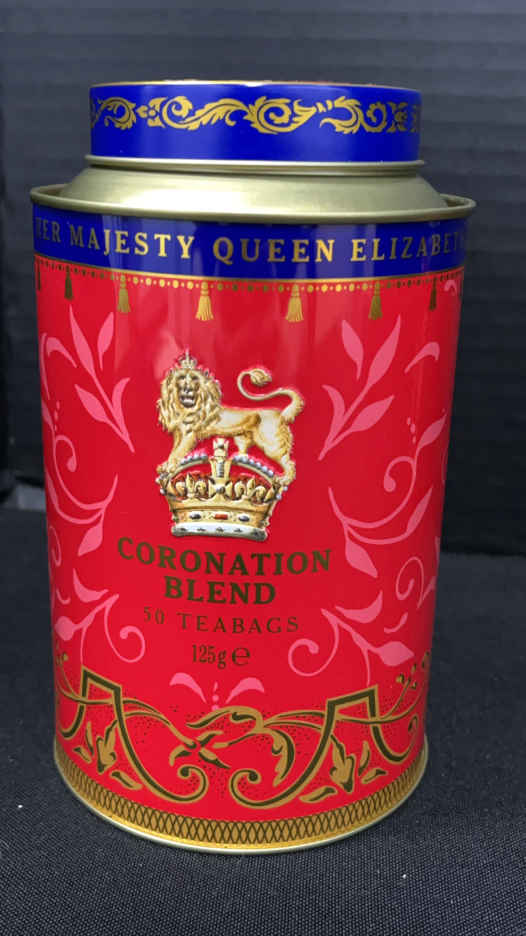 HER MAJESTY QUEEN ELIZABETH
CORONATION
BLEND
50 TEABAGS
125g e